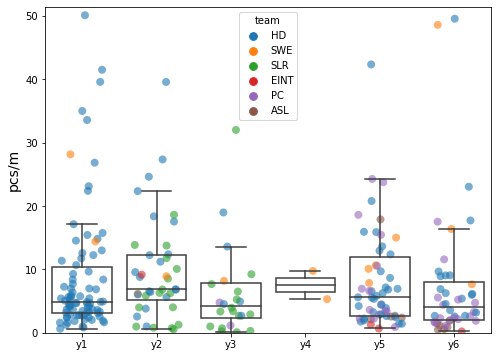 team
HD
SWE
SLR
EINT
PC
ASL
pcs/m
50
40
30
20
10
0
y1 y2 y3 y4 y5 y6